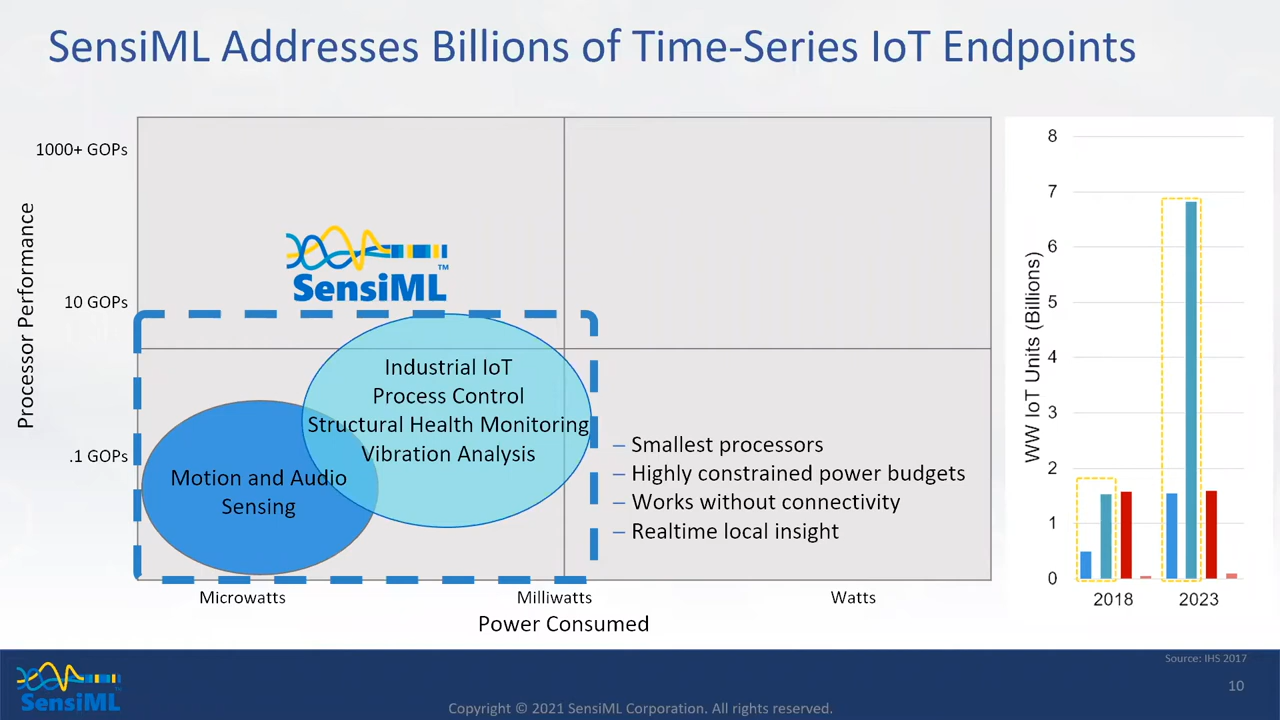 SensiML Addresses Billions of Time-Series IoT Endpoints
Processor Performance
1000+ GOPs
10 GOPs
.1 GOPs
SensiML™
Industrial IoT
Process Control
Structural Health Monitoring
Vibration Analysis
Motion and Audio
Sensing
– Smallest processors
– Highly constrained power budgets
– Works without connectivity
– Realtime local insight
Microwatts
Milliwatts
Watts
Power Consumed
WW IoT Units (Billions)
8
7
6
5
4
3
2
1
0
2018
2023
Source: IHS 2017
SensiML™
Copyright © 2021 SensiML Corporation. All rights reserved.
10